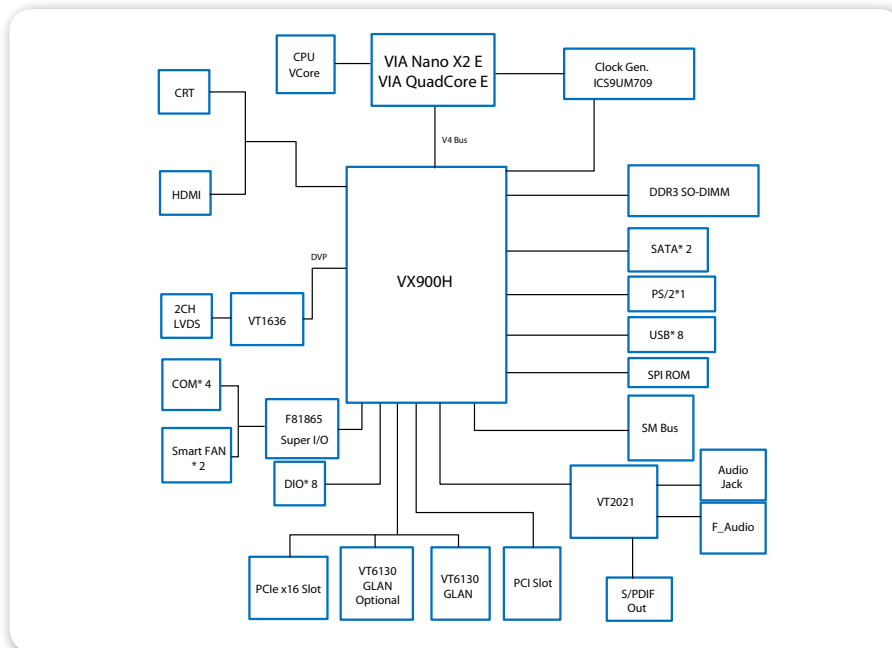 CPU
VCore
VIA Nano X2 E
VIA QuadCore E
Clock Gen.
ICS9UM709
CRT
V4 Bus
HDMI
DDR3 SO-DIMM
SATA* 2
DVP
VX900H
PS/2*1
2CH
LVDS
VT1636
USB* 8
SPI ROM
COM* 4
F81865
Super I/O
SM Bus
Smart FAN
* 2
DIO* 8
Audio
Jack
VT2021
F_Audio
PCIe x16 Slot
VT6130
GLAN
Optional
VT6130
GLAN
PCI Slot
S/PDIF
Out